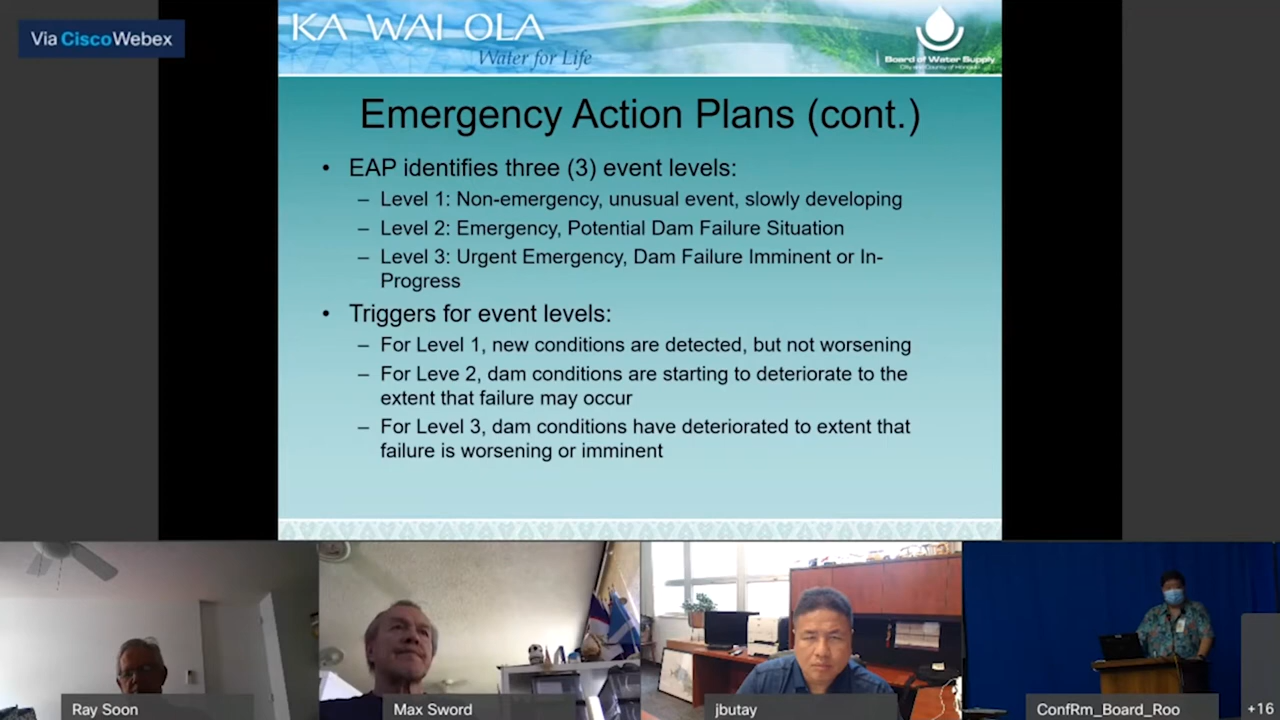 Via CiscoWebex
KA WAI OLA
Water for Life
Board of Water Supply
City and County of Honolulu
Emergency Action Plans (cont.)
• EAP identifies three (3) event levels:
– Level 1: Non-emergency, unusual event, slowly developing
– Level 2: Emergency, Potential Dam Failure Situation
– Level 3: Urgent Emergency, Dam Failure Imminent or In-
Progress
• Triggers for event levels:
– For Level 1, new conditions are detected, but not worsening
– For Leve 2, dam conditions are starting to deteriorate to the
extent that failure may occur
– For Level 3, dam conditions have deteriorated to extent that
failure is worsening or imminent
Ray Soon
Max Sword
jbutay
ConfRm_Board_Roo
+16